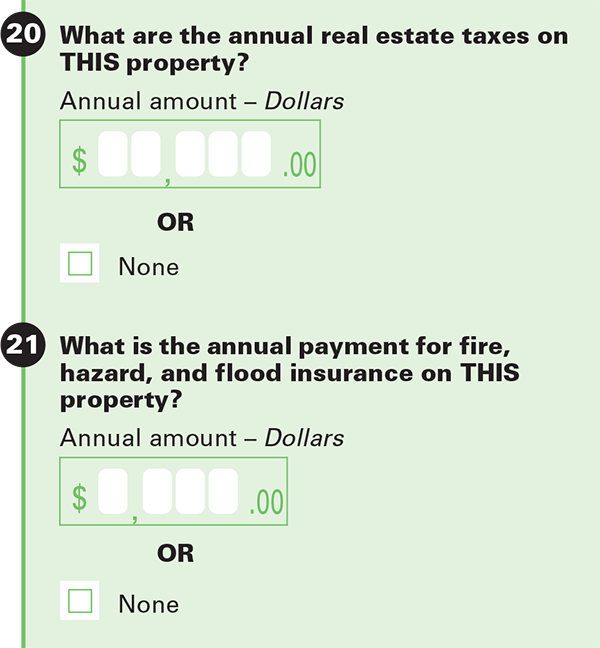 20 What are the annual real estate taxes on
THIS property?
Annual amount – Dollars
$ , .00
OR
None
21 What is the annual payment for fire,
hazard, and flood insurance on THIS
property?
Annual amount – Dollars
$ , .00
OR
None